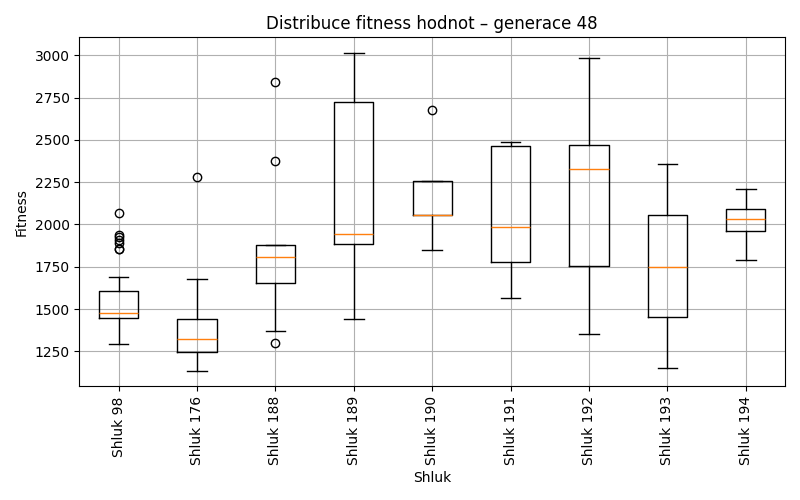 Distribuce fitness hodnot – generace 48
Fitness
3000
2750
2500
2250
2000
1750
1500
1250
Shluk 98
Shluk 176
Shluk 188
Shluk 189
Shluk 190
Shluk 191
Shluk 192
Shluk 193
Shluk 194
Shluk